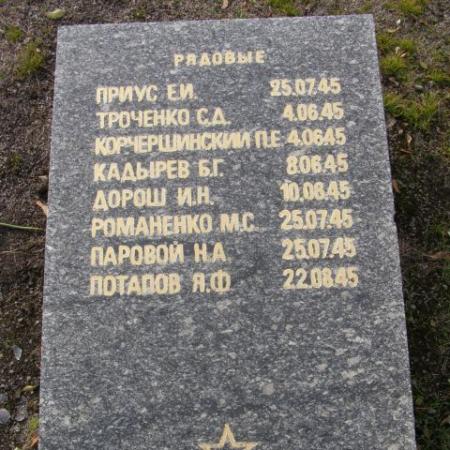 РЯДОВЫЕ
ПРИУС Е.И. 25.07.45
ТРОЧЕНКО С.Д. 4.06.45
КОРЧЕРШИНСКИЙ П.Е. 4.06.45
КАДЫРЕВ Б.Г. 8.06.45
ДОРОШ И.Н. 10.06.45
РОМАНЕНКО М.С. 25.07.45
ПАРОВОЙ Н.А. 25.07.45
ПОТАПОВ Я.Ф. 22.08.45